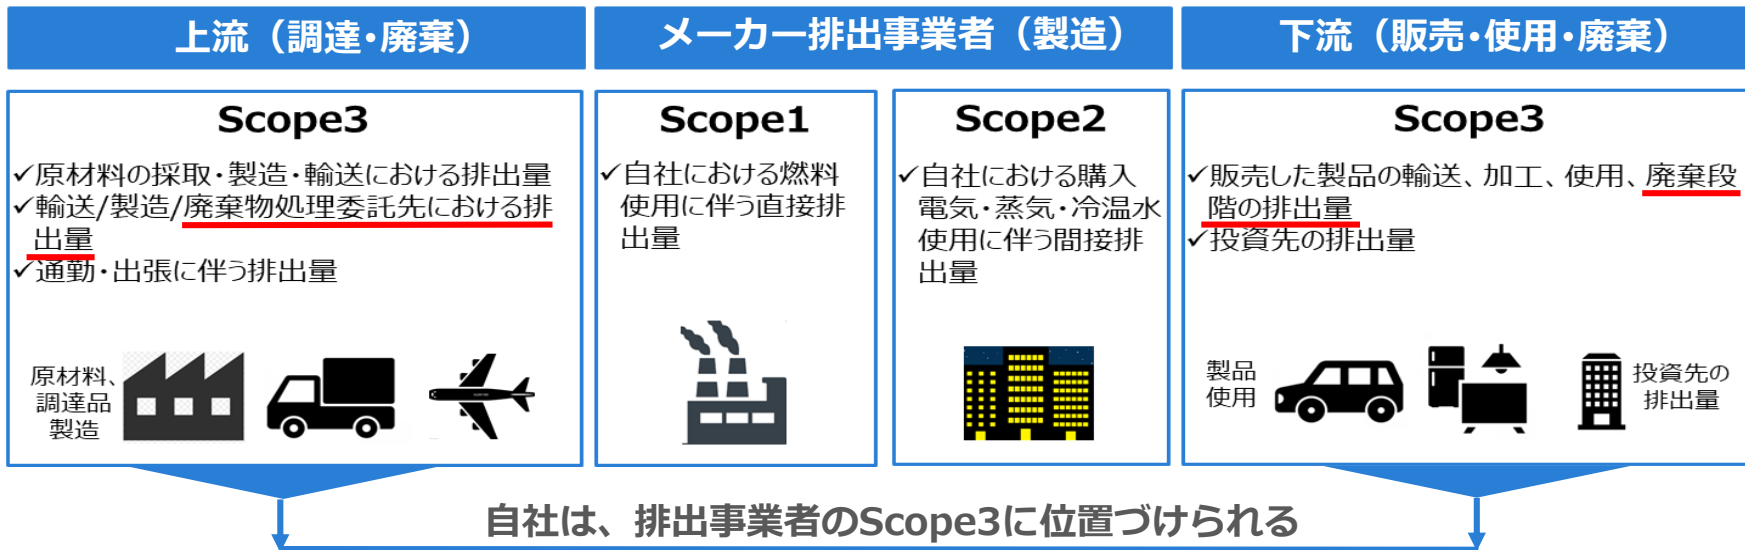 上流（調達・廃棄）
メーカー排出事業者（製造）
下流（販売・使用・廃棄）
Scope3
✓原材料の採取・製造・輸送における排出量
✓輸送/製造/廃棄物処理委託先における排
出量
✓通勤・出張に伴う排出量
原材料、
調達品
製造
Scope1
✓自社における燃料
使用に伴う直接排
出量
Scope2
✓自社における購入
電気・蒸気・冷温水
使用に伴う間接排
出量
Scope3
✓販売した製品の輸送、加工、使用、廃棄段
階の排出量
✓投資先の排出量
製品
使用
投資先の
排出量
自社は、排出事業者のScope3に位置づけられる